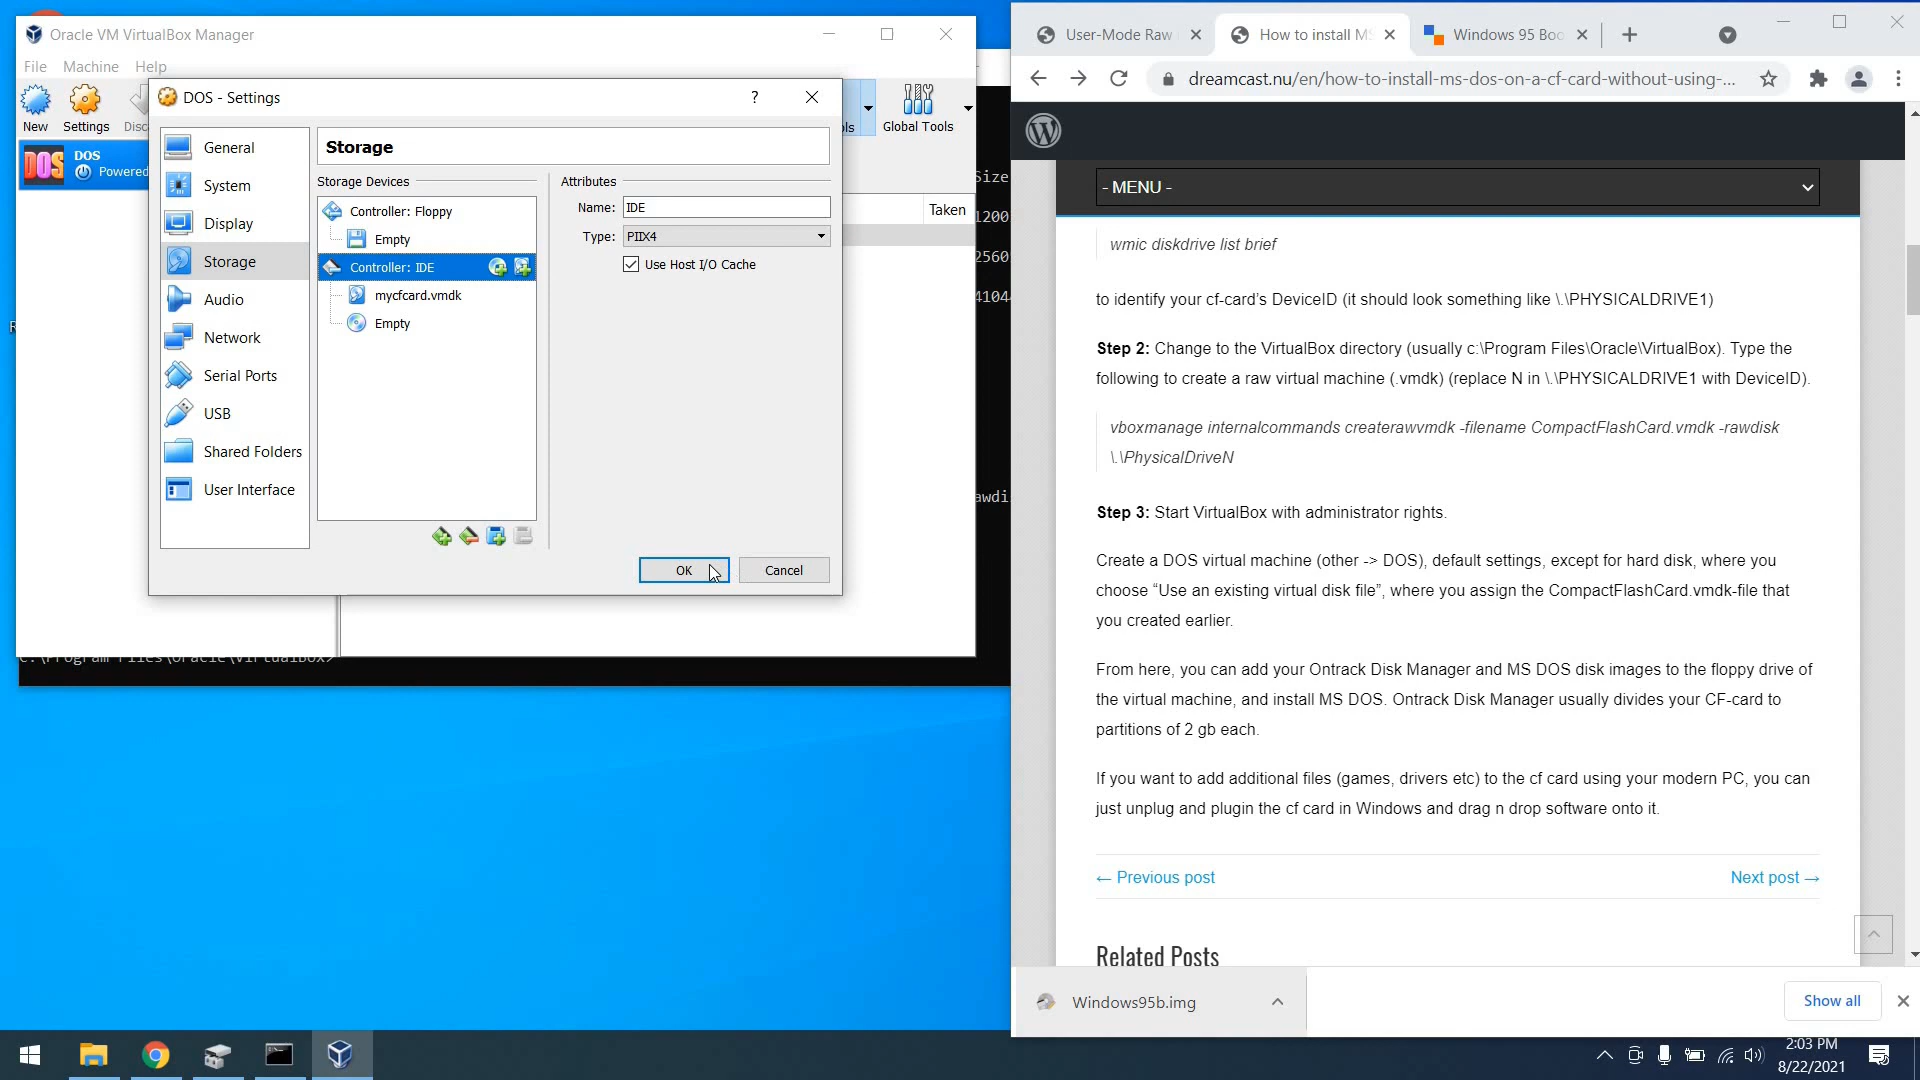 Oracle VM VirtualBox Manager
File Machine Help
New
Settings
Disc
DOS
Powered
Global Tools
Taken
DOS - Settings
?
General
System
Display
Storage
Audio
Network
Serial Ports
USB
Shared Folders
User Interface
Storage
Storage Devices
Controller: Floppy
Empty
Controller: IDE
mycfcard.vmdk
Empty
Attributes
Name: IDE
Type: PIIX4
Use Host I/O Cache
OK
Cancel
Size
1200
2560
4104
awdi
C:\Program Files\Oracle\VirtualBox>
User-Mode Raw
How to install MS
Windows 95 Boo
dreamcast.nu/en/how-to-install-ms-dos-on-a-cf-card-without-using-...
- MENU -
wmic diskdrive list brief
to identify your cf-card’s DeviceID (it should look something like \.\PHYSICALDRIVE1)
Step 2: Change to the VirtualBox directory (usually c:\Program Files\Oracle\VirtualBox). Type the
following to create a raw virtual machine (.vmdk) (replace N in \.\PHYSICALDRIVE1 with DeviceID).
vboxmanage internalcommands createrawvmdk -filename CompactFlashCard.vmdk -rawdisk
\.\PhysicalDriveN
Step 3: Start VirtualBox with administrator rights.
Create a DOS virtual machine (other -> DOS), default settings, except for hard disk, where you
choose “Use an existing virtual disk file”, where you assign the CompactFlashCard.vmdk-file that
you created earlier.
From here, you can add your Ontrack Disk Manager and MS DOS disk images to the floppy drive of
the virtual machine, and install MS DOS. Ontrack Disk Manager usually divides your CF-card to
partitions of 2 gb each.
If you want to add additional files (games, drivers etc) to the cf card using your modern PC, you can
just unplug and plugin the cf card in Windows and drag n drop software onto it.
← Previous post
Next post →
Related Posts
Windows95b.img
Show all
2:03 PM
8/22/2021